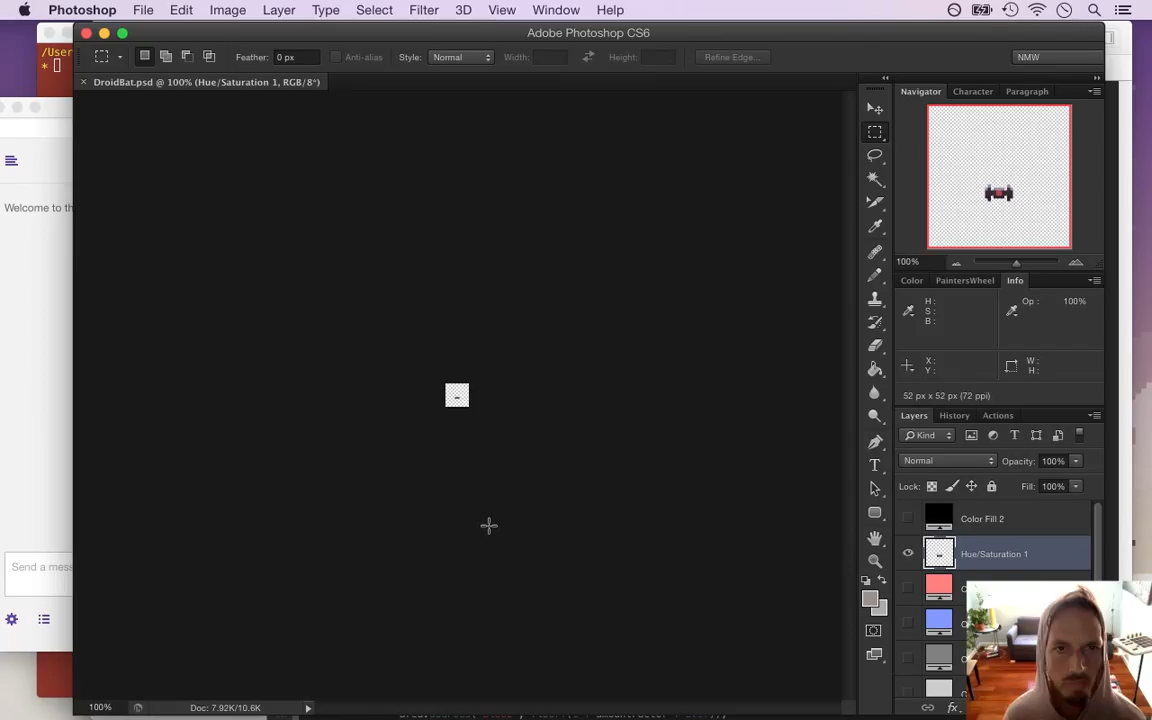 Photoshop File Edit Image Layer Type Select Filter 3D View Window Help
/User
Adobe Photoshop CS6
*
Feather: 0 px Anti-alias Style: Normal Width: Height: Refine Edge... NMW
DroidBat.psd @ 100% (Hue/Saturation 1, RGB/8*)
Navigator Character Paragraph
Welcome to th
100%
Color PaintersWheel Info
H: Op: 100%
S:
B:
X: W:
Y: H:
52 px x 52 px (72 ppi)
Layers History Actions
Kind
Normal Opacity: 100%
Lock: Fill: 100%
Color Fill 2
Hue/Saturation 1
Send a messa
100% Doc: 7.92K/10.6K